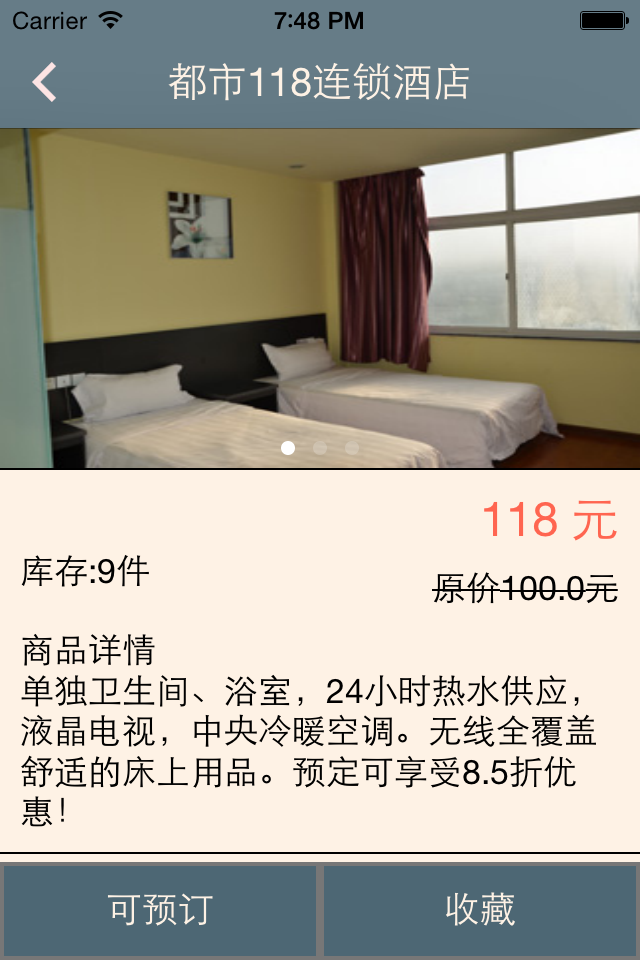 Carrier 7:48 PM
都市118连锁酒店
118 元
库存:9件
原价100.0元
商品详情
单独卫生间、浴室，24小时热水供应，
液晶电视，中央冷暖空调。无线全覆盖
舒适的床上用品。预定可享受8.5折优
惠！
可预订 收藏